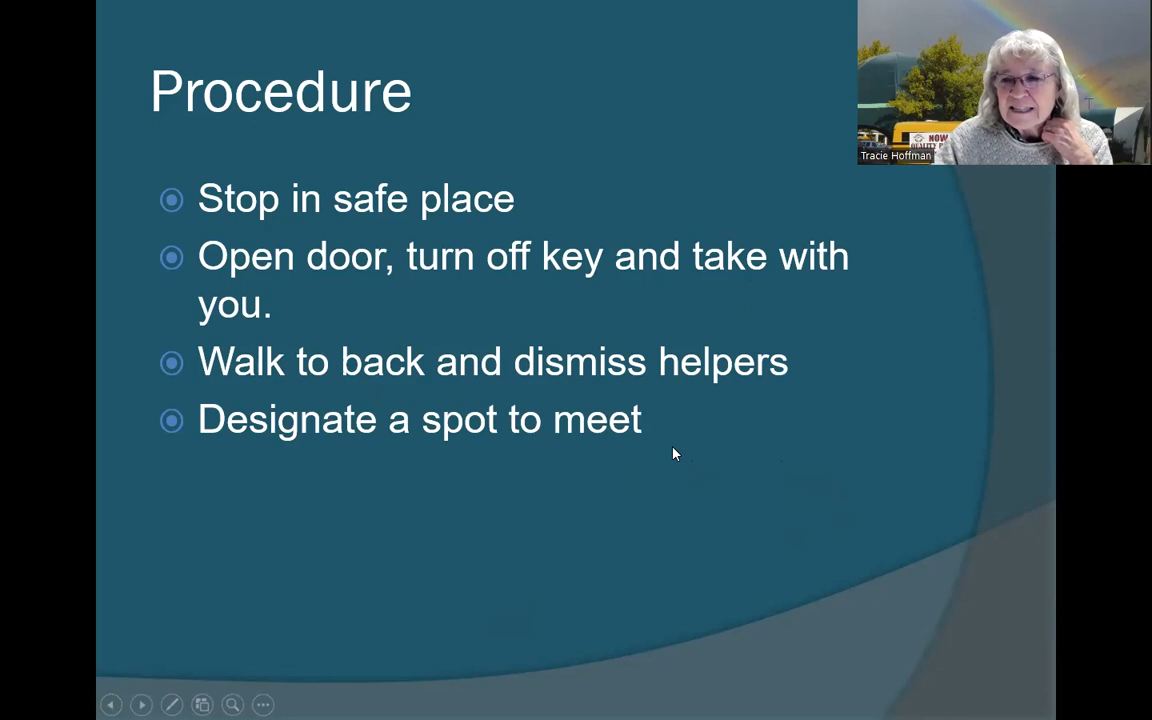 Procedure
Stop in safe place
Open door, turn off key and take with
you.
Walk to back and dismiss helpers
Designate a spot to meet
NOW
Tracie Hoffman